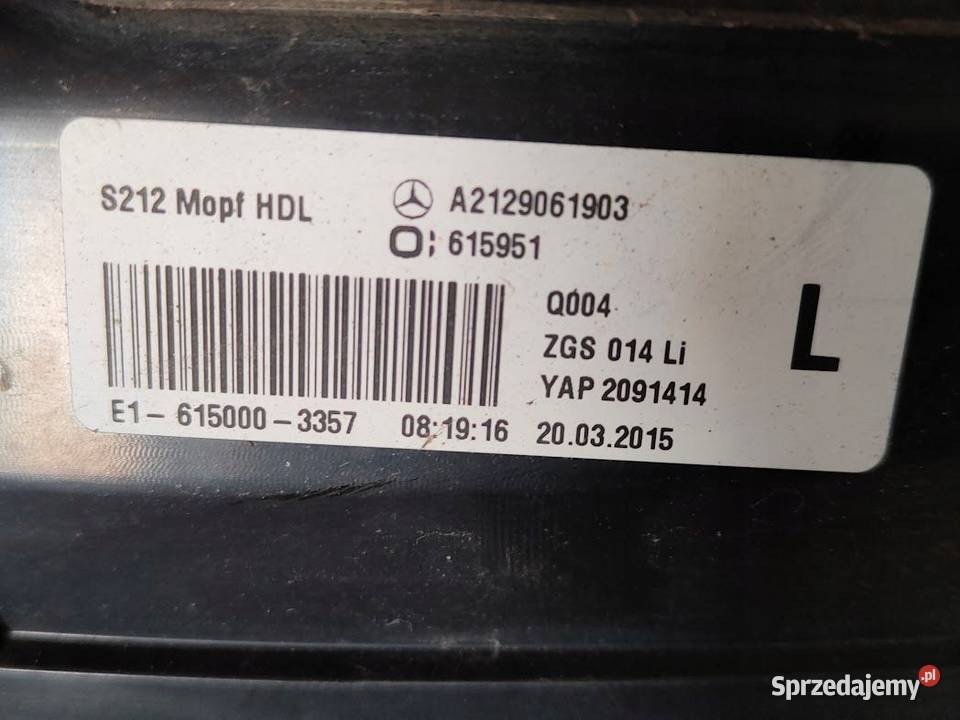 S212 Mopf HDL A2129061903
O; 615951
Q004
L
ZGS 014 Li
YAP 2091414
E1- 615000-3357 08:19:16 20.03.2015
Sprzedajemy.pl